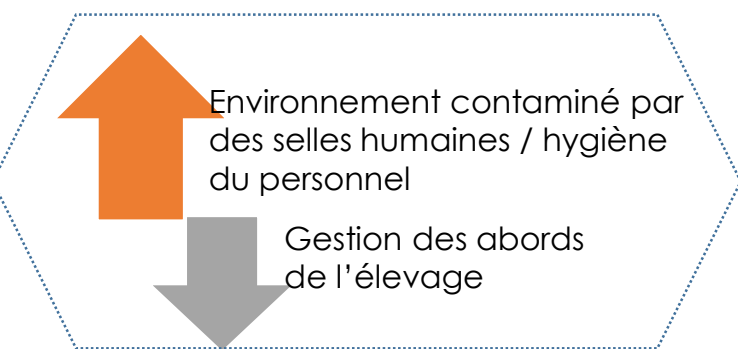 Environnement contaminé par
des selles humaines / hygiène
du personnel
Gestion des abords
de l’élevage